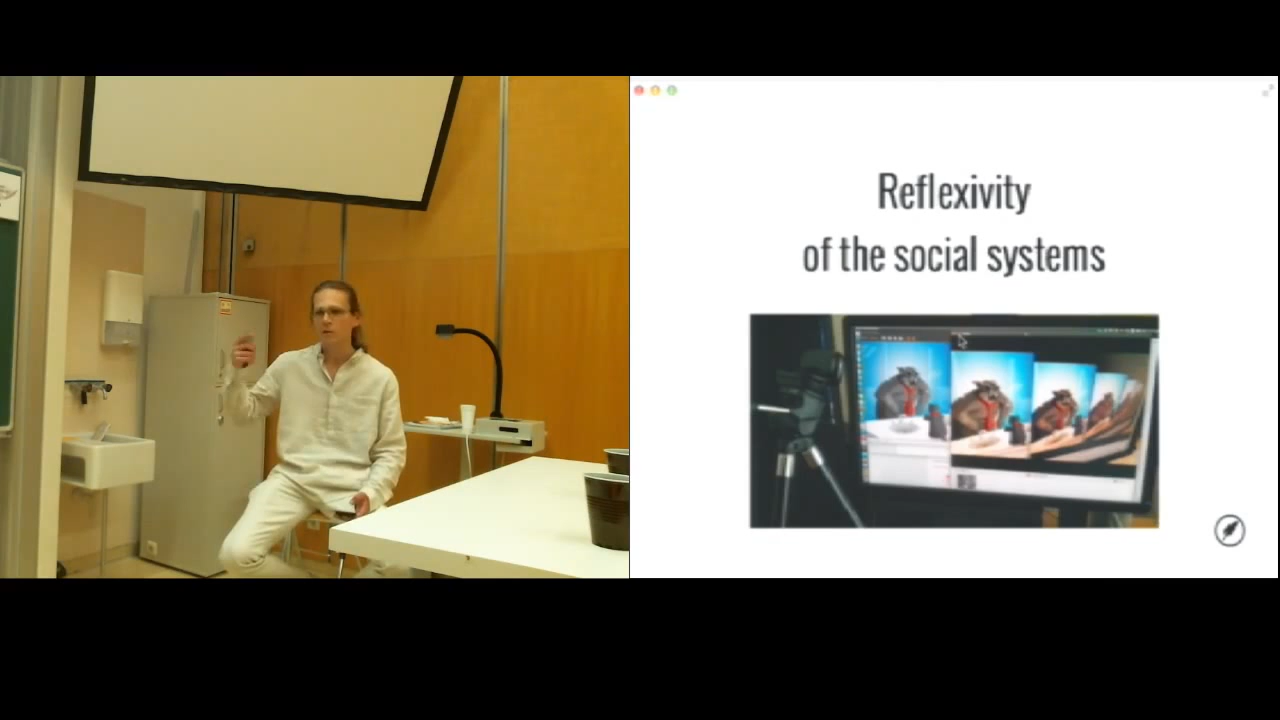 Reflexivity
of the social systems